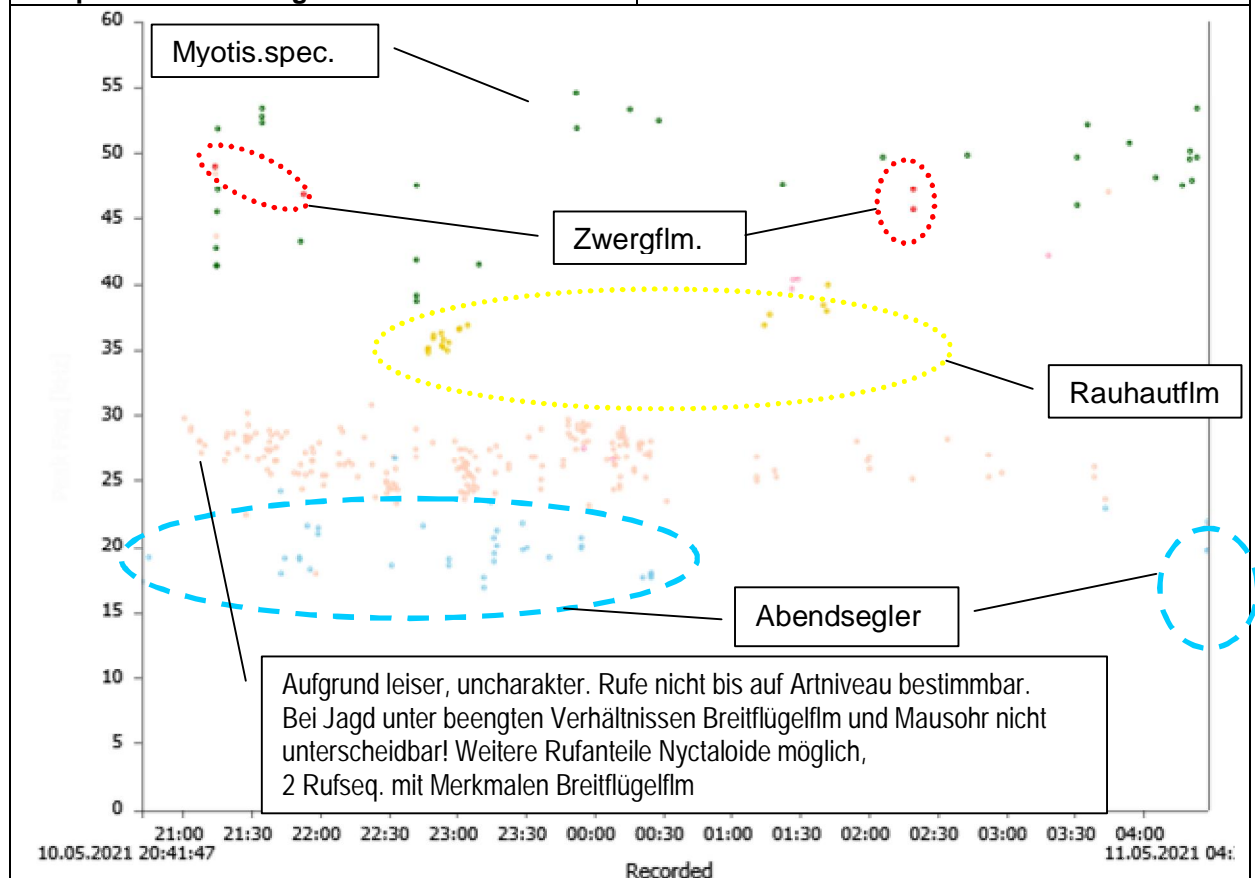 60
Myotis.spec.
55
50
45
Zwergflm.
40
35
Rauhautflm
30
25
20
15
Abendsegler
10
Aufgrund leiser, uncharakter. Rufe nicht bis auf Artniveau bestimmbar.
Bei Jagd unter beengten Verhältnissen Breitflügelflm und Mausohr nicht
unterscheidbar! Weitere Rufanteile Nyctaloide möglich,
2 Rufseq. mit Merkmalen Breitflügelflm
5
0
21:00 21:30 22:00 22:30 23:00 23:30 00:00 00:30 01:00 01:30 02:00 02:30 03:00 03:30 04:00
10.05.2021 20:41:47 11.05.2021 04:
Recorded